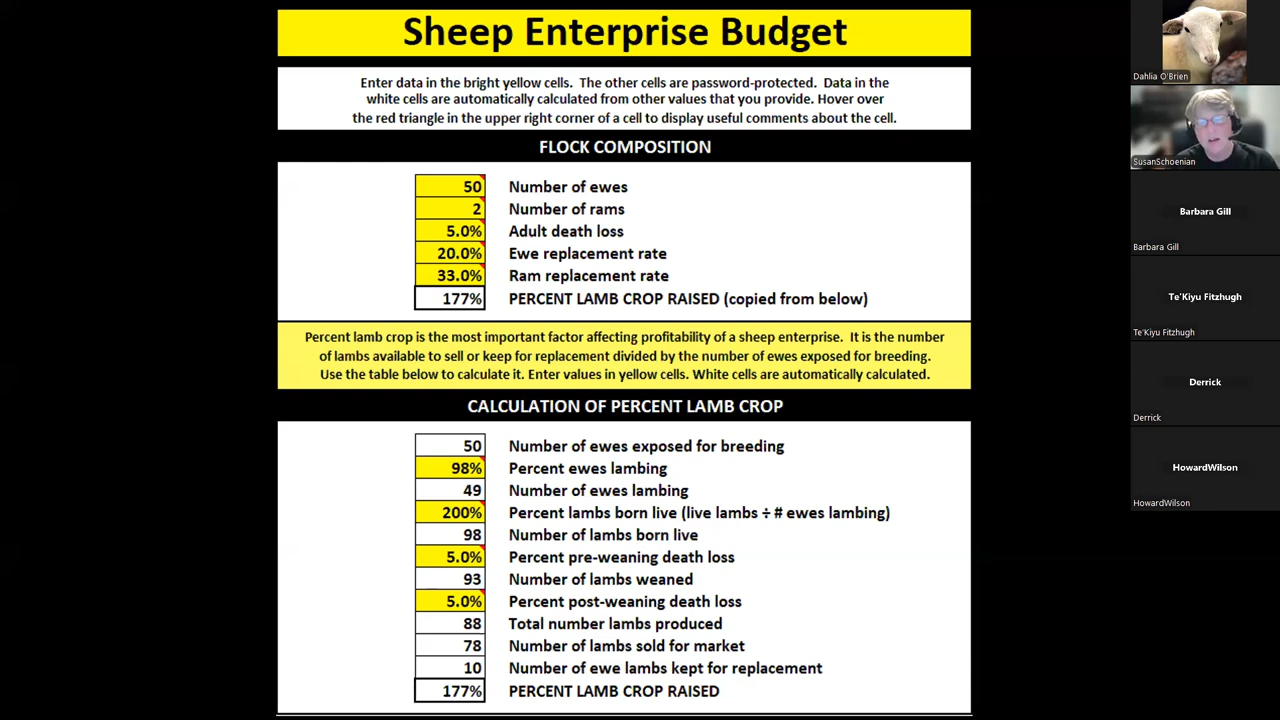 Sheep Enterprise Budget
Enter data in the bright yellow cells. The other cells are password-protected. Data in the
white cells are automatically calculated from other values that you provide. Hover over
the red triangle in the upper right corner of a cell to display useful comments about the cell.
FLOCK COMPOSITION
50 Number of ewes
2 Number of rams
5.0% Adult death loss
20.0% Ewe replacement rate
33.0% Ram replacement rate
177% PERCENT LAMB CROP RAISED (copied from below)
Percent lamb crop is the most important factor affecting profitability of a sheep enterprise. It is the number
of lambs available to sell or keep for replacement divided by the number of ewes exposed for breeding.
Use the table below to calculate it. Enter values in yellow cells. White cells are automatically calculated.
CALCULATION OF PERCENT LAMB CROP
50 Number of ewes exposed for breeding
98% Percent ewes lambing
49 Number of ewes lambing
200% Percent lambs born live (live lambs ÷ # ewes lambing)
98 Number of lambs born live
5.0% Percent pre-weaning death loss
93 Number of lambs weaned
5.0% Percent post-weaning death loss
88 Total number lambs produced
78 Number of lambs sold for market
10 Number of ewe lambs kept for replacement
177% PERCENT LAMB CROP RAISED
Dahlia O'Brien
SusanSchoenian
Barbara Gill
Barbara Gill
Te'Kiyu Fitzhugh
Te'Kiyu Fitzhugh
Derrick
Derrick
HowardWilson
HowardWilson